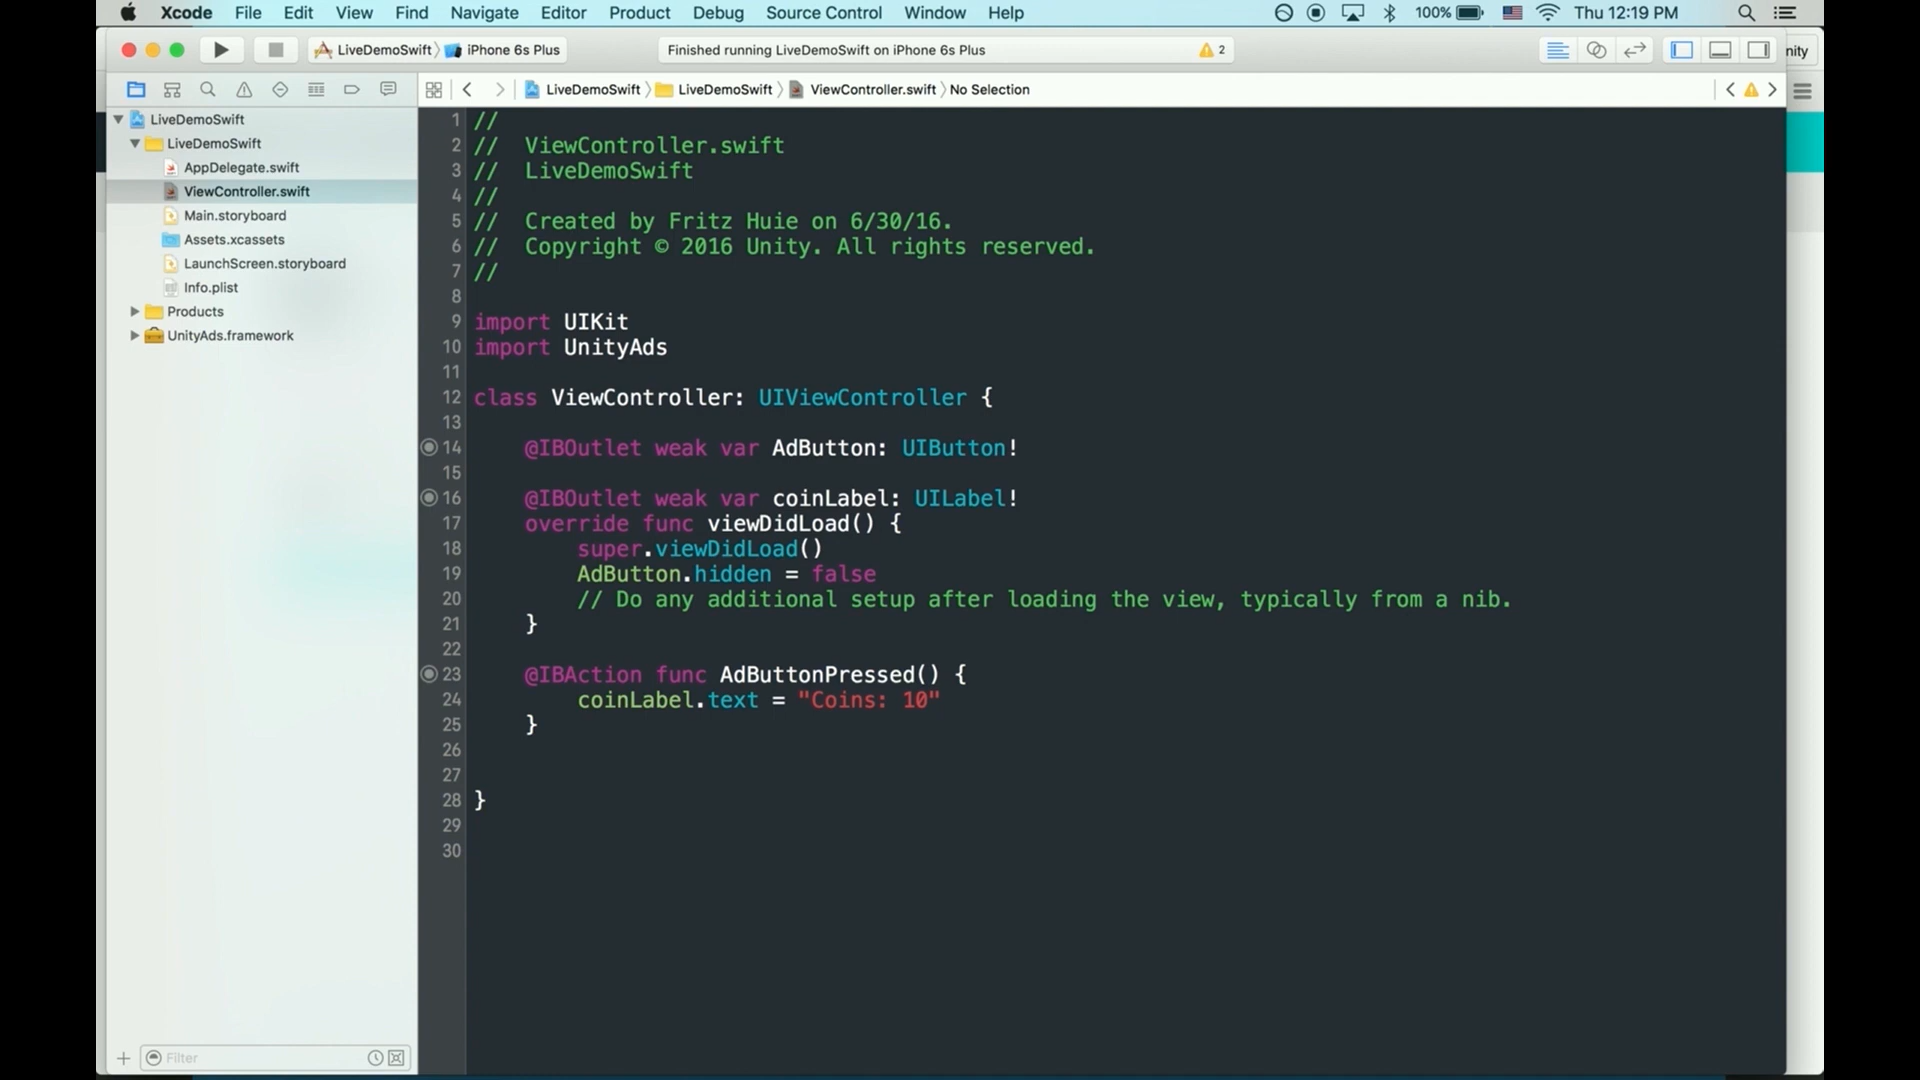 Xcode File Edit View Find Navigate Editor Product Debug Source Control Window Help 100% Thu 12:19 PM
LiveDemoSwift iPhone 6s Plus Finished running LiveDemoSwift on iPhone 6s Plus 2 nity
LiveDemoSwift LiveDemoSwift ViewController.swift No Selection
LiveDemoSwift
LiveDemoSwift
AppDelegate.swift
ViewController.swift
Main.storyboard
Assets.xcassets
LaunchScreen.storyboard
Info.plist
Products
UnityAds.framework
Filter
1 //
2 // ViewController.swift
3 // LiveDemoSwift
4 //
5 // Created by Fritz Huie on 6/30/16.
6 // Copyright © 2016 Unity. All rights reserved.
7 //
8
9 import UIKit
10 import UnityAds
11
12 class ViewController: UIViewController {
13
14 @IBOutlet weak var AdButton: UIButton!
15
16 @IBOutlet weak var coinLabel: UILabel!
17 override func viewDidLoad() {
18 super.viewDidLoad()
19 AdButton.hidden = false
20 // Do any additional setup after loading the view, typically from a nib.
21 }
22
23 @IBAction func AdButtonPressed() {
24 coinLabel.text = "Coins: 10"
25 }
26
27
28 }
29
30